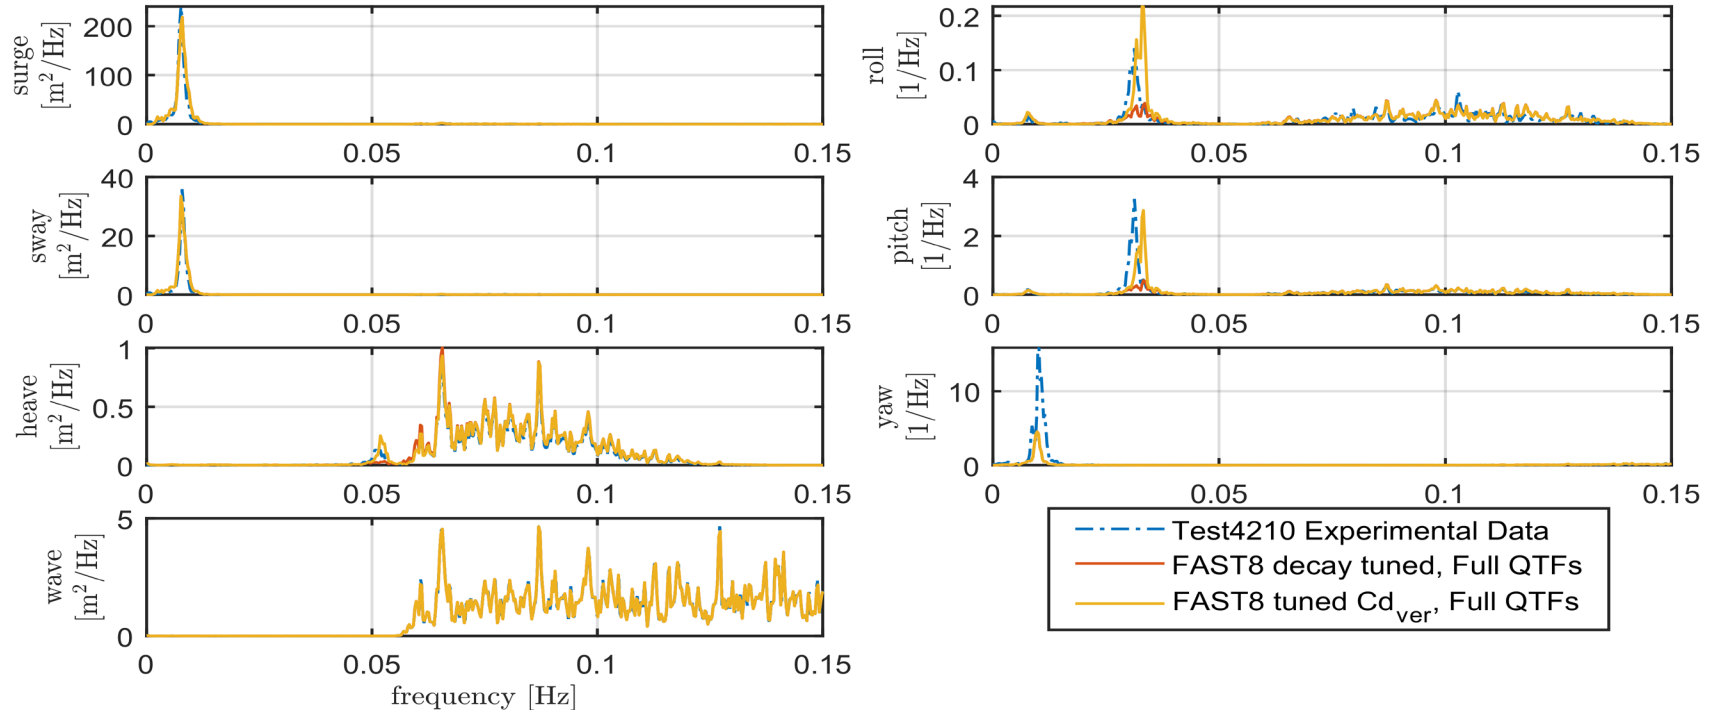 surge
[m²/Hz]
200
100
0
0 0.05 0.1 0.15
roll
[1/Hz]
0.2
0.1
0
0 0.05 0.1 0.15
sway
[m²/Hz]
40
20
0
0 0.05 0.1 0.15
pitch
[1/Hz]
4
2
0
0 0.05 0.1 0.15
heave
[m²/Hz]
1
0.5
0
0 0.05 0.1 0.15
yaw
[1/Hz]
10
0
0 0.05 0.1 0.15
wave
[m²/Hz]
5
0
0 0.05 0.1 0.15
frequency [Hz]
Test4210 Experimental Data
FAST8 decay tuned, Full QTFs
FAST8 tuned Cd_ver, Full QTFs